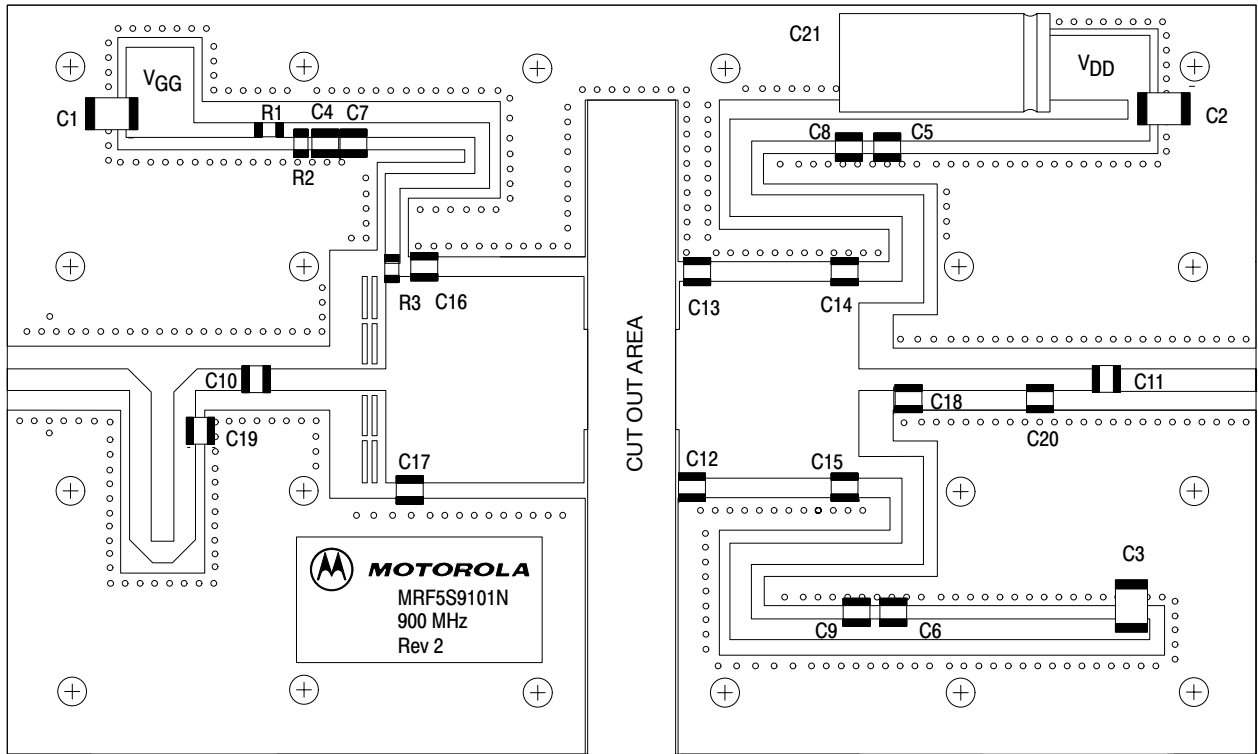 C21
VGG
VDD
C1
R1
C4
C7
C2
C8
C5
R2
R3
C16
C13
C14
CUT OUT AREA
C10
C11
C18
C19
C20
C17
C12
C15
MOTOROLA
MRF5S9101N
900 MHz
Rev 2
C3
C9
C6